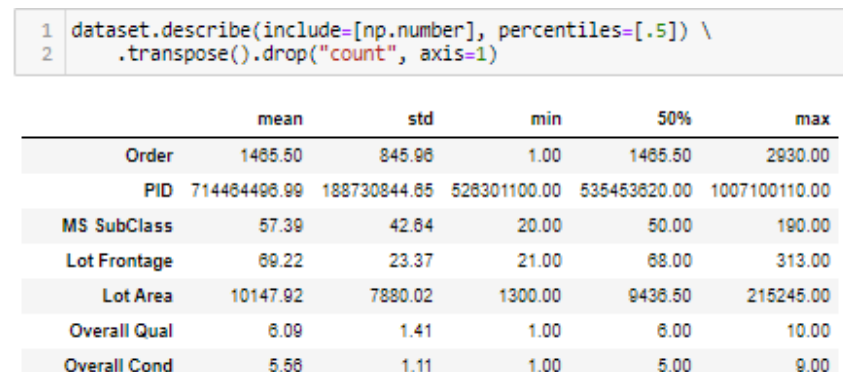 1 dataset.describe(include=[np.number], percentiles=[.5]) \
2 .transpose().drop("count", axis=1)
mean std min 50% max
Order 1465.50 845.96 1.00 1465.50 2930.00
PID 714464496.99 188730844.65 526301100.00 535453620.00 1007100110.00
MS SubClass 57.39 42.64 20.00 50.00 190.00
Lot Frontage 69.22 23.37 21.00 68.00 313.00
Lot Area 10147.92 7880.02 1300.00 9436.50 215245.00
Overall Qual 6.09 1.41 1.00 6.00 10.00
Overall Cond 5.56 1.11 1.00 5.00 9.00